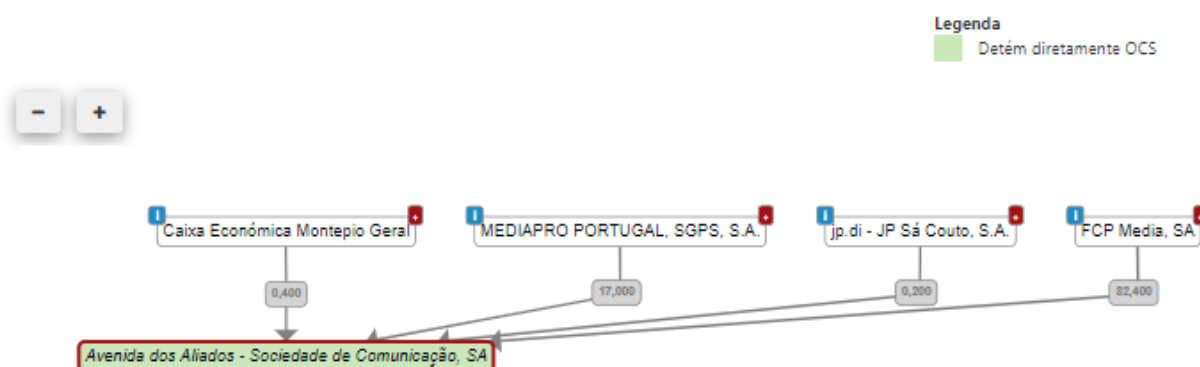 Legenda
Detém diretamente OCS
- +
i + i + i + i +
Caixa Económica Montepio Geral MEDIAPRO PORTUGAL, SGPS, S.A. jp.di - JP Sá Couto, S.A. FCP Media, SA
0,400 17,000 0,200 82,400
Avenida dos Aliados - Sociedade de Comunicação, SA